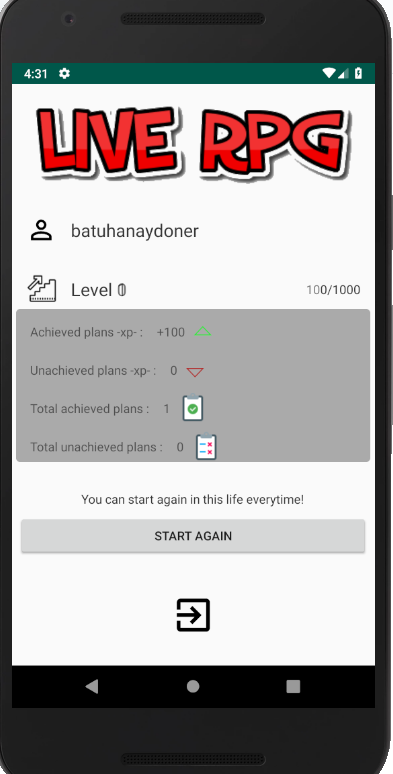 4:31
LIVE RPG
batuhanaydoner
Level 0
100/1000
Achieved plans -xp- : +100
Unachieved plans -xp- : 0
Total achieved plans : 1
Total unachieved plans : 0
You can start again in this life everytime!
START AGAIN